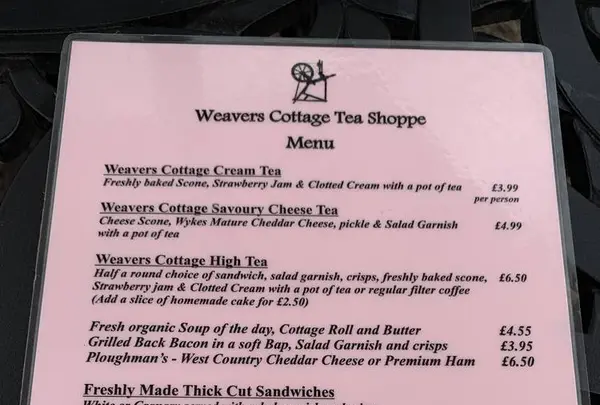 Weavers Cottage Tea Shoppe
Menu
Weavers Cottage Cream Tea
Freshly baked Scone, Strawberry Jam & Clotted Cream with a pot of tea £3.99
per person
Weavers Cottage Savoury Cheese Tea
Cheese Scone, Wykes Mature Cheddar Cheese, pickle & Salad Garnish £4.99
with a pot of tea
Weavers Cottage High Tea
Half a round choice of sandwich, salad garnish, crisps, freshly baked scone, £6.50
Strawberry jam & Clotted Cream with a pot of tea or regular filter coffee
(Add a slice of homemade cake for £2.50)
Fresh organic Soup of the day, Cottage Roll and Butter £4.55
Grilled Back Bacon in a soft Bap, Salad Garnish and crisps £3.95
Ploughman's - West Country Cheddar Cheese or Premium Ham £6.50
Freshly Made Thick Cut Sandwiches